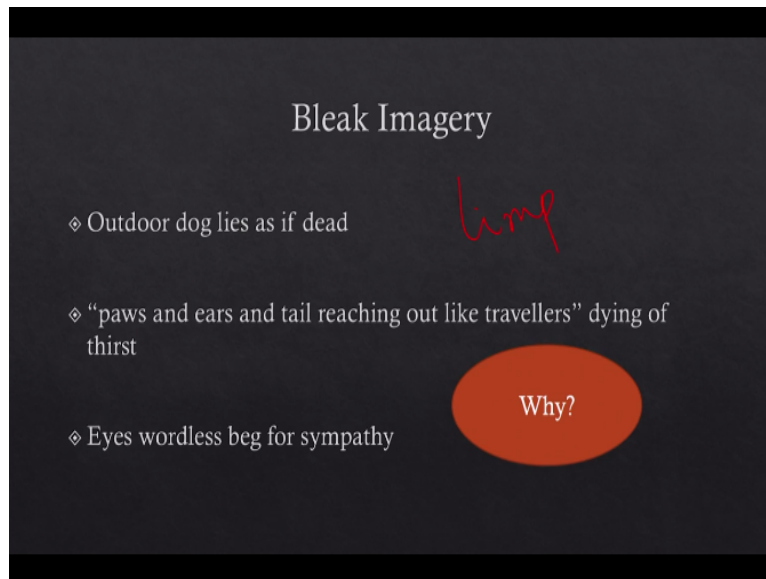 Bleak Imagery
Outdoor dog lies as if dead
limp
“paws and ears and tail reaching out like travellers” dying of
thirst
Why?
Eyes wordless beg for sympathy